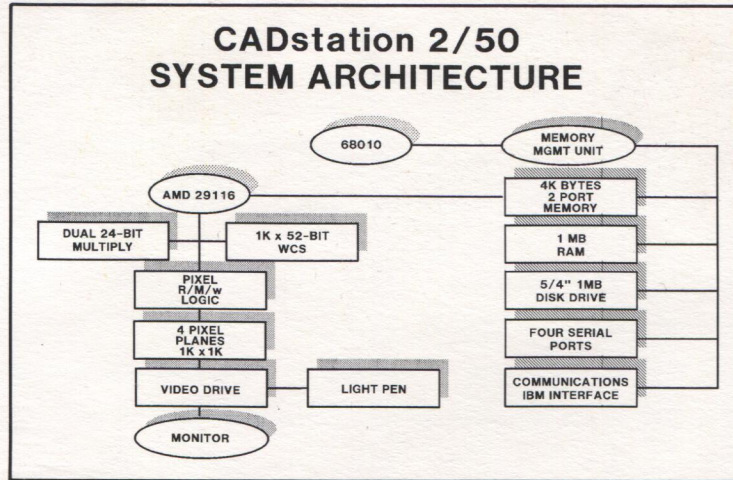 CADstation 2/50
SYSTEM ARCHITECTURE
68010
MEMORY
MGMT UNIT
AMD 29116
4K BYTES
2 PORT
MEMORY
DUAL 24-BIT
MULTIPLY
1K x 52-BIT
WCS
1 MB
RAM
PIXEL
R/M/w
LOGIC
5/4" 1MB
DISK DRIVE
4 PIXEL
PLANES
1K x 1K
FOUR SERIAL
PORTS
VIDEO DRIVE
LIGHT PEN
COMMUNICATIONS
IBM INTERFACE
MONITOR